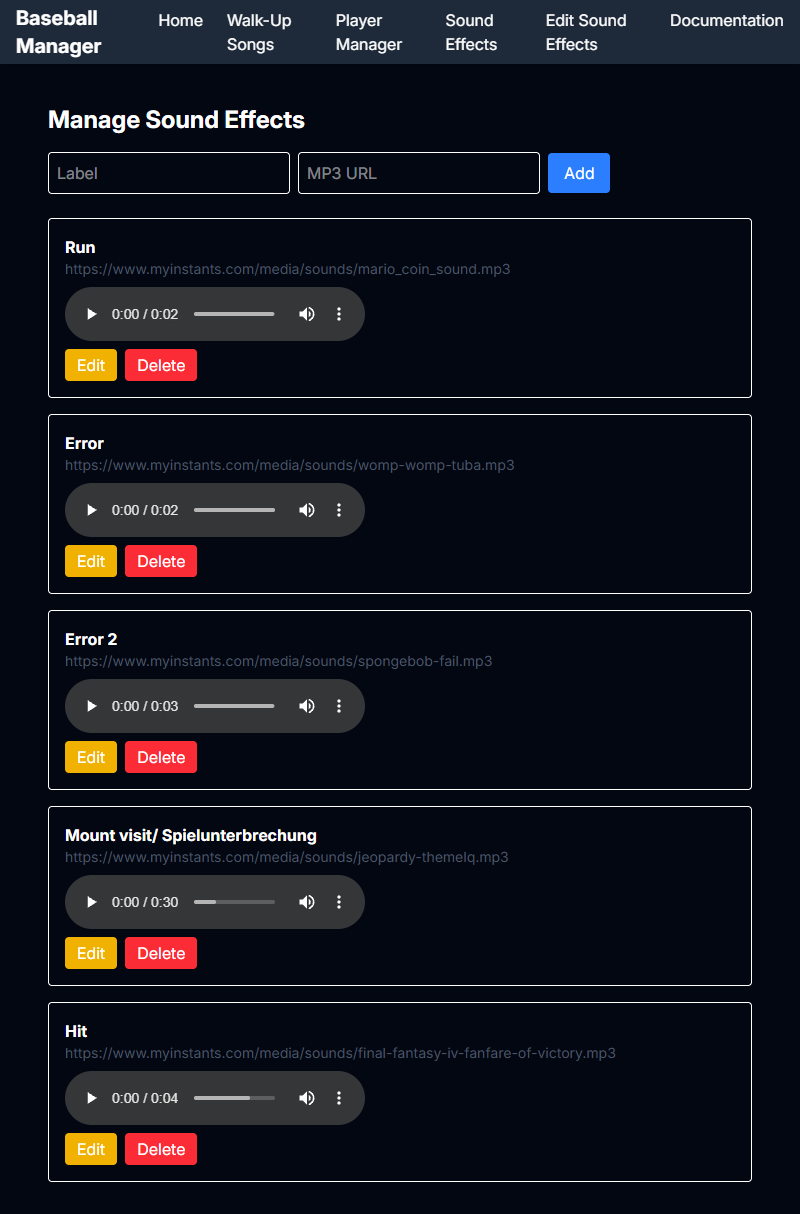 Baseball Manager
Home
Walk-Up Songs
Player Manager
Sound Effects
Edit Sound Effects
Documentation
Manage Sound Effects
Label
MP3 URL
Add
Run
https://www.myinstants.com/media/sounds/mario_coin_sound.mp3
0:00 / 0:02
Edit
Delete
Error
https://www.myinstants.com/media/sounds/womp-womp-tuba.mp3
0:00 / 0:02
Edit
Delete
Error 2
https://www.myinstants.com/media/sounds/spongebob-fail.mp3
0:00 / 0:03
Edit
Delete
Mount visit/ Spielunterbrechung
https://www.myinstants.com/media/sounds/jeopardy-themelq.mp3
0:00 / 0:30
Edit
Delete
Hit
https://www.myinstants.com/media/sounds/final-fantasy-iv-fanfare-of-victory.mp3
0:00 / 0:04
Edit
Delete